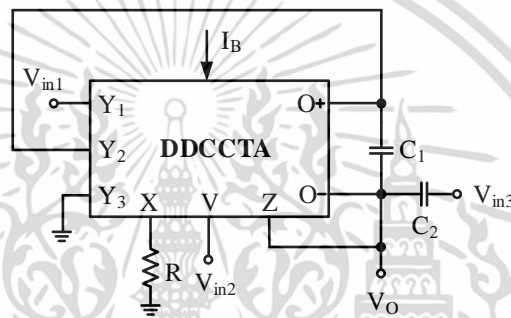 I_B
V_in1
Y_1
O+
Y_2
DDCCTA
C_1
Y_3
X
V
Z
O-
V_in3
C_2
R
V_in2
V_O